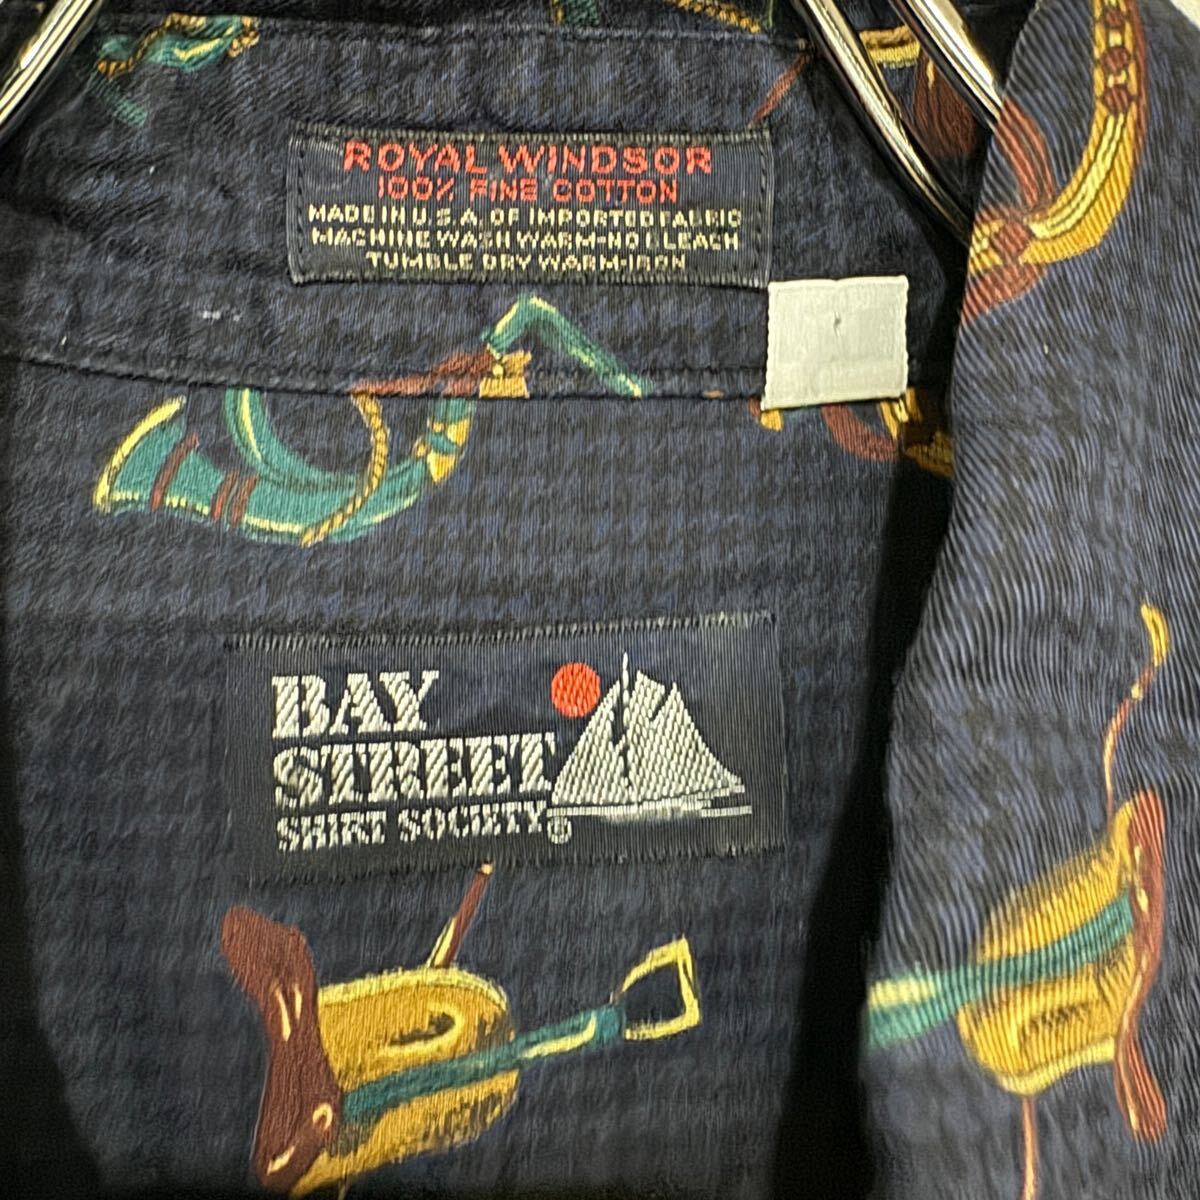 ROYAL WINDSOR
100% FINE COTTON
MADE IN U.S.A. OF IMPORTED FABRIC
MACHINE WASH WARM-NO BLEACH
TUMBLE DRY WARM-IRON
BAY
STREET
SHIRT SOCIETY®